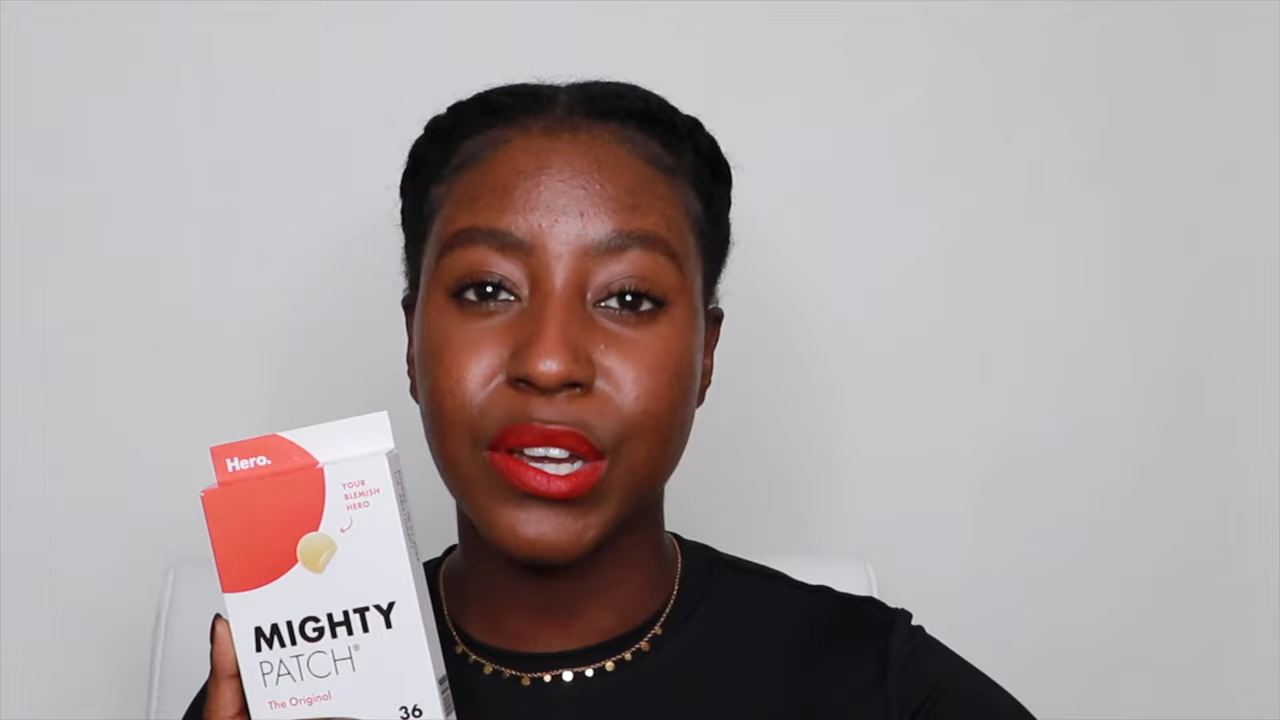 Hero.
YOUR
BLEMISH
HERO
MIGHTY
PATCH®
The Original
36